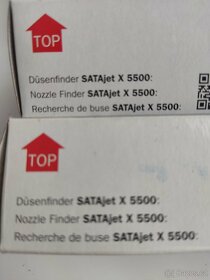 TOP
Düsenfinder SATAjet X 5500:
Nozzle Finder SATAjet X 5500:
Recherche de buse SATAjet X 5500:
TOP
Düsenfinder SATAjet X 5500:
Nozzle Finder SATAjet X 5500:
Recherche de buse SATAjet X 5500: